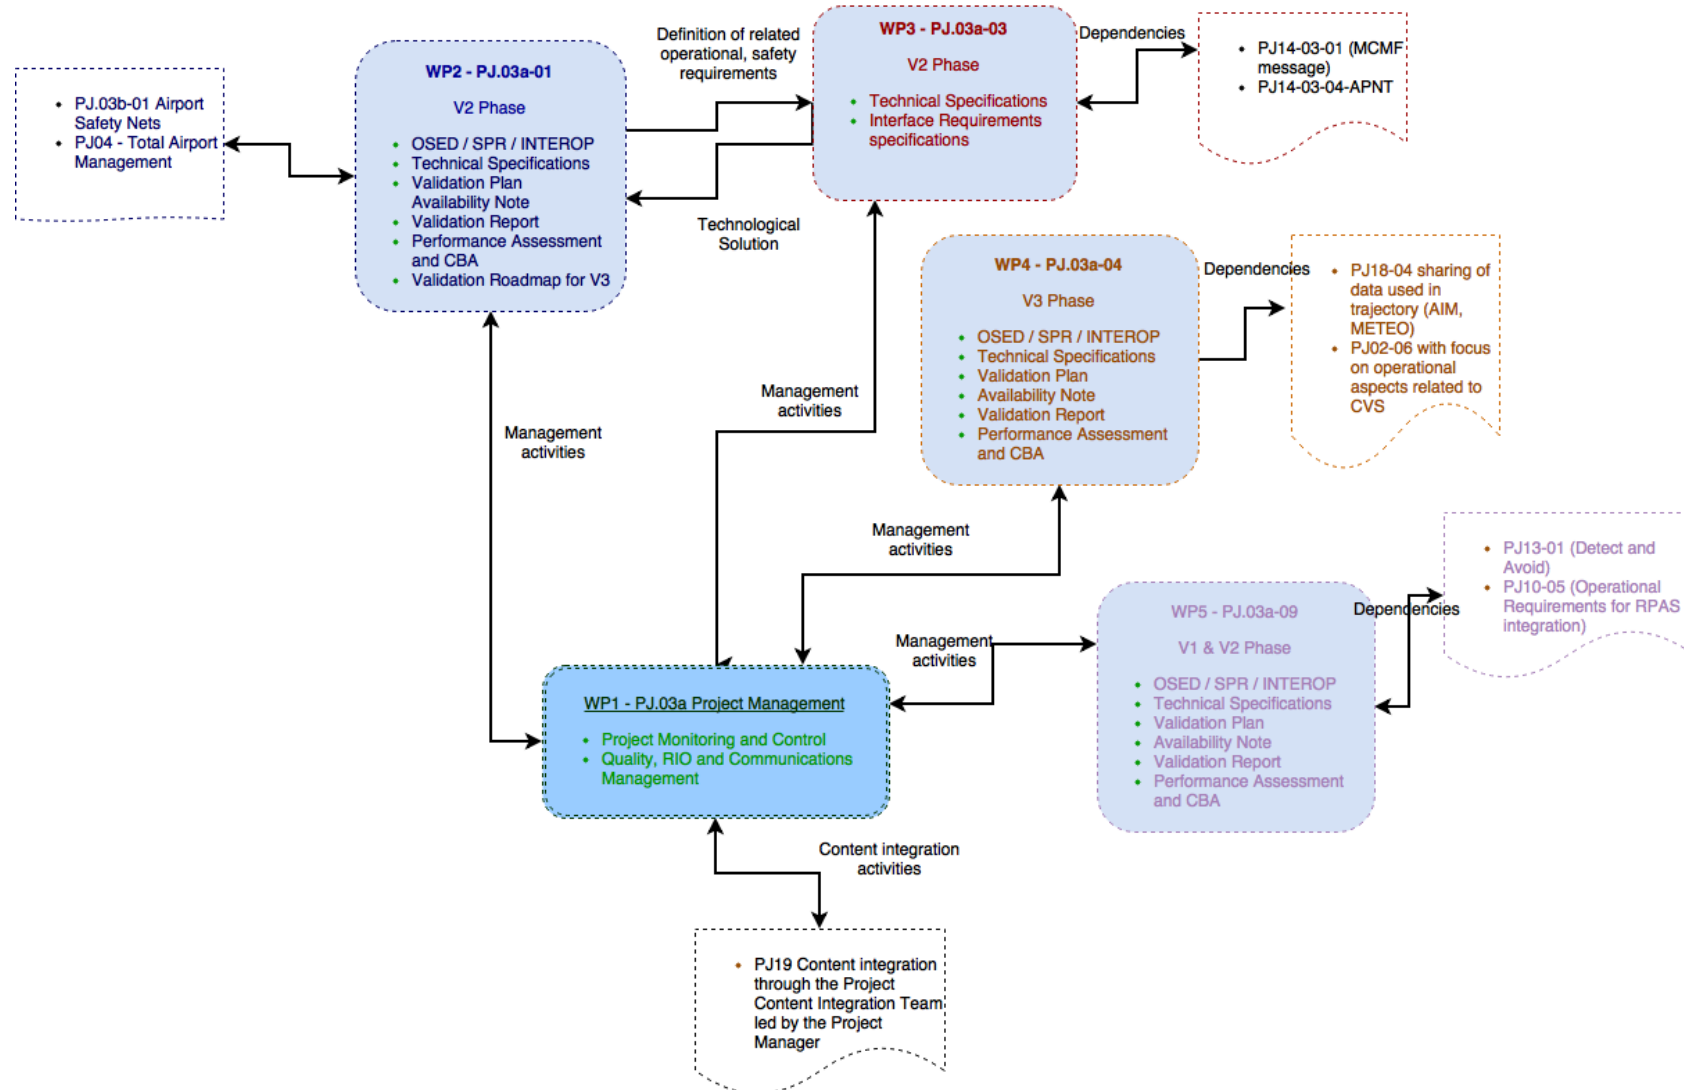 PJ.03b-01 Airport
Safety Nets
PJ04 - Total Airport
Management
WP2 - PJ.03a-01
V2 Phase
OSED / SPR / INTEROP
Technical Specifications
Validation Plan
Availability Note
Validation Report
Performance Assessment
and CBA
Validation Roadmap for V3
Definition of related
operational, safety
requirements
Technological
Solution
WP3 - PJ.03a-03
V2 Phase
Technical Specifications
Interface Requirements
specifications
Dependencies
PJ14-03-01 (MCMF
message)
PJ14-03-04-APNT
WP4 - PJ.03a-04
V3 Phase
OSED / SPR / INTEROP
Technical Specifications
Validation Plan
Availability Note
Validation Report
Performance Assessment
and CBA
Dependencies
PJ18-04 sharing of
data used in
trajectory (AIM,
METEO)
PJ02-06 with focus
on operational
aspects related to
CVS
Management
activities
Management
activities
Management
activities
Management
activities
WP5 - PJ.03a-09
V1 & V2 Phase
OSED / SPR / INTEROP
Technical Specifications
Validation Plan
Availability Note
Validation Report
Performance Assessment
and CBA
Dependencies
PJ13-01 (Detect and
Avoid)
PJ10-05 (Operational
Requirements for RPAS
integration)
WP1 - PJ.03a Project Management
Project Monitoring and Control
Quality, RIO and Communications
Management
Content integration
activities
PJ19 Content integration
through the Project
Content Integration Team
led by the Project
Manager